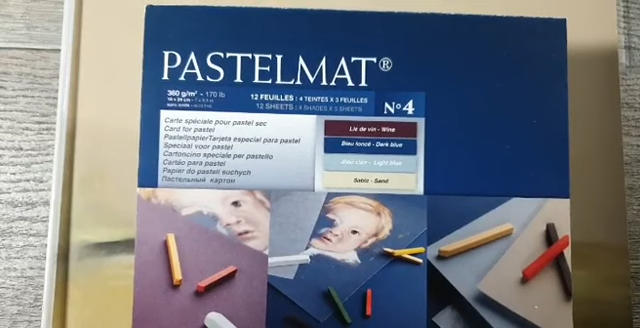 PASTELMAT®
360 g/m² - 170 lb
12 FEUILLES : 4 TEINTES X 3 FEUILLES
12 SHEETS : 4 SHADES X 3 SHEETS
N°4
Carte spéciale pour pastel sec
Card for pastel
PastellpapierTarjeta especial para pastel
Speciaal voor pastel
Cartoncino speciale per pastello
Cartão para pastel
Papier do pasteli suchych
Пастельный картон
Lie de vin - Wine
Bleu foncé - Dark blue
Bleu clair - Light blue
Sable - Sand